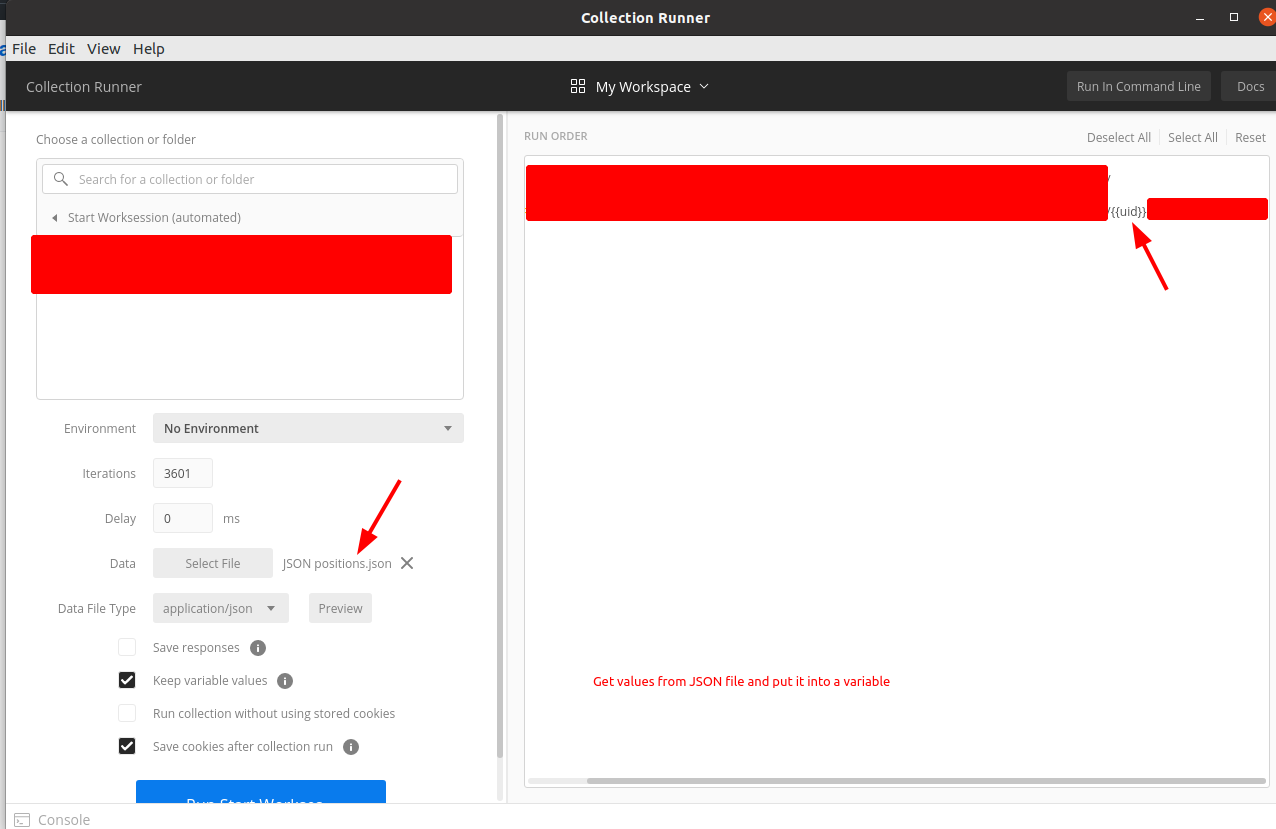 Collection Runner
File Edit View Help
Collection Runner
My Workspace
Run In Command Line
Docs
Choose a collection or folder
Search for a collection or folder
Start Worksession (automated)
Environment No Environment
Iterations 3601
Delay 0 ms
Data Select File JSON positions.json
Data File Type application/json Preview
Save responses
Keep variable values
Run collection without using stored cookies
Save cookies after collection run
RUN ORDER
Deselect All Select All Reset
/
/{{uid}}
Get values from JSON file and put it into a variable
Console